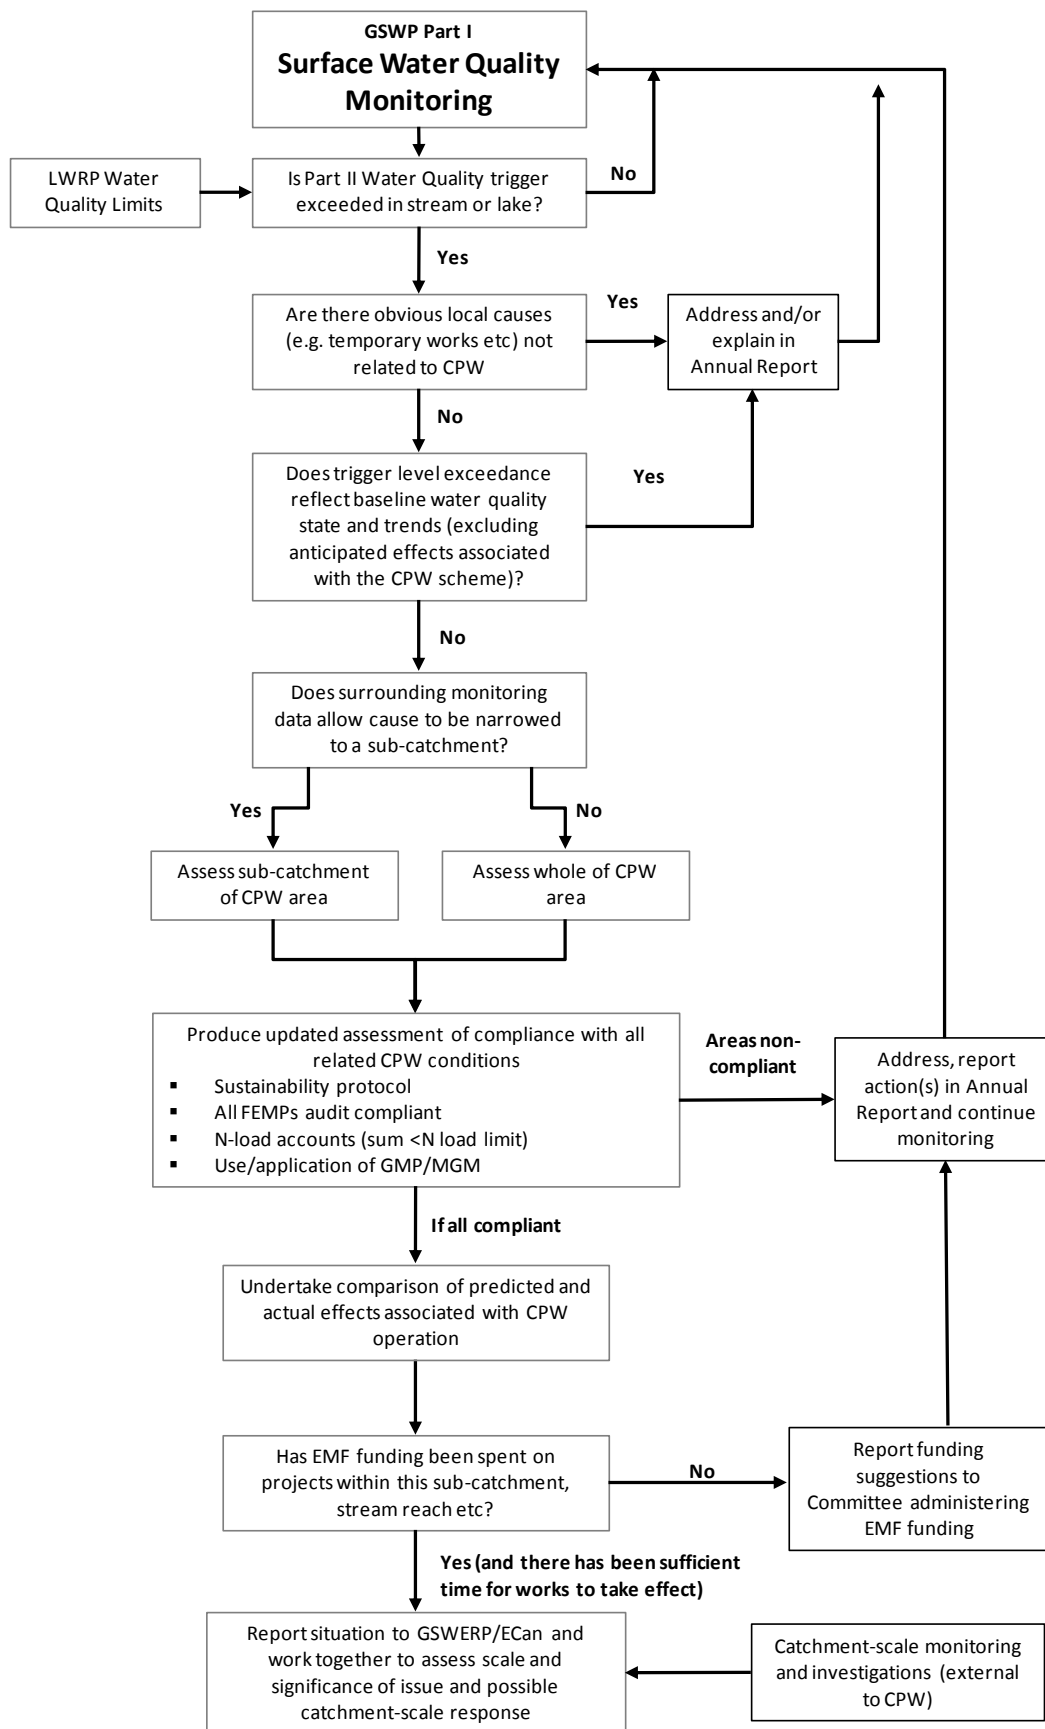 GSWP Part I
Surface Water Quality
Monitoring
LWRP Water
Quality Limits
Is Part II Water Quality trigger
exceeded in stream or lake?
No
Yes
Are there obvious local causes
(e.g. temporary works etc) not
related to CPW
Yes
Address and/or
explain in
Annual Report
No
Does trigger level exceedance
reflect baseline water quality
state and trends (excluding
anticipated effects associated
with the CPW scheme)?
Yes
No
Does surrounding monitoring
data allow cause to be narrowed
to a sub-catchment?
Yes
No
Assess sub-catchment
of CPW area
Assess whole of CPW
area
Produce updated assessment of compliance with all
related CPW conditions
▪ Sustainability protocol
▪ All FEMPs audit compliant
▪ N-load accounts (sum <N load limit)
▪ Use/application of GMP/MGM
Areas non-
compliant
Address, report
action(s) in Annual
Report and continue
monitoring
If all compliant
Undertake comparison of predicted and
actual effects associated with CPW
operation
Has EMF funding been spent on
projects within this sub-catchment,
stream reach etc?
No
Report funding
suggestions to
Committee administering
EMF funding
Yes (and there has been sufficient
time for works to take effect)
Report situation to GSWERP/ECan and
work together to assess scale and
significance of issue and possible
catchment-scale response
Catchment-scale monitoring
and investigations (external
to CPW)